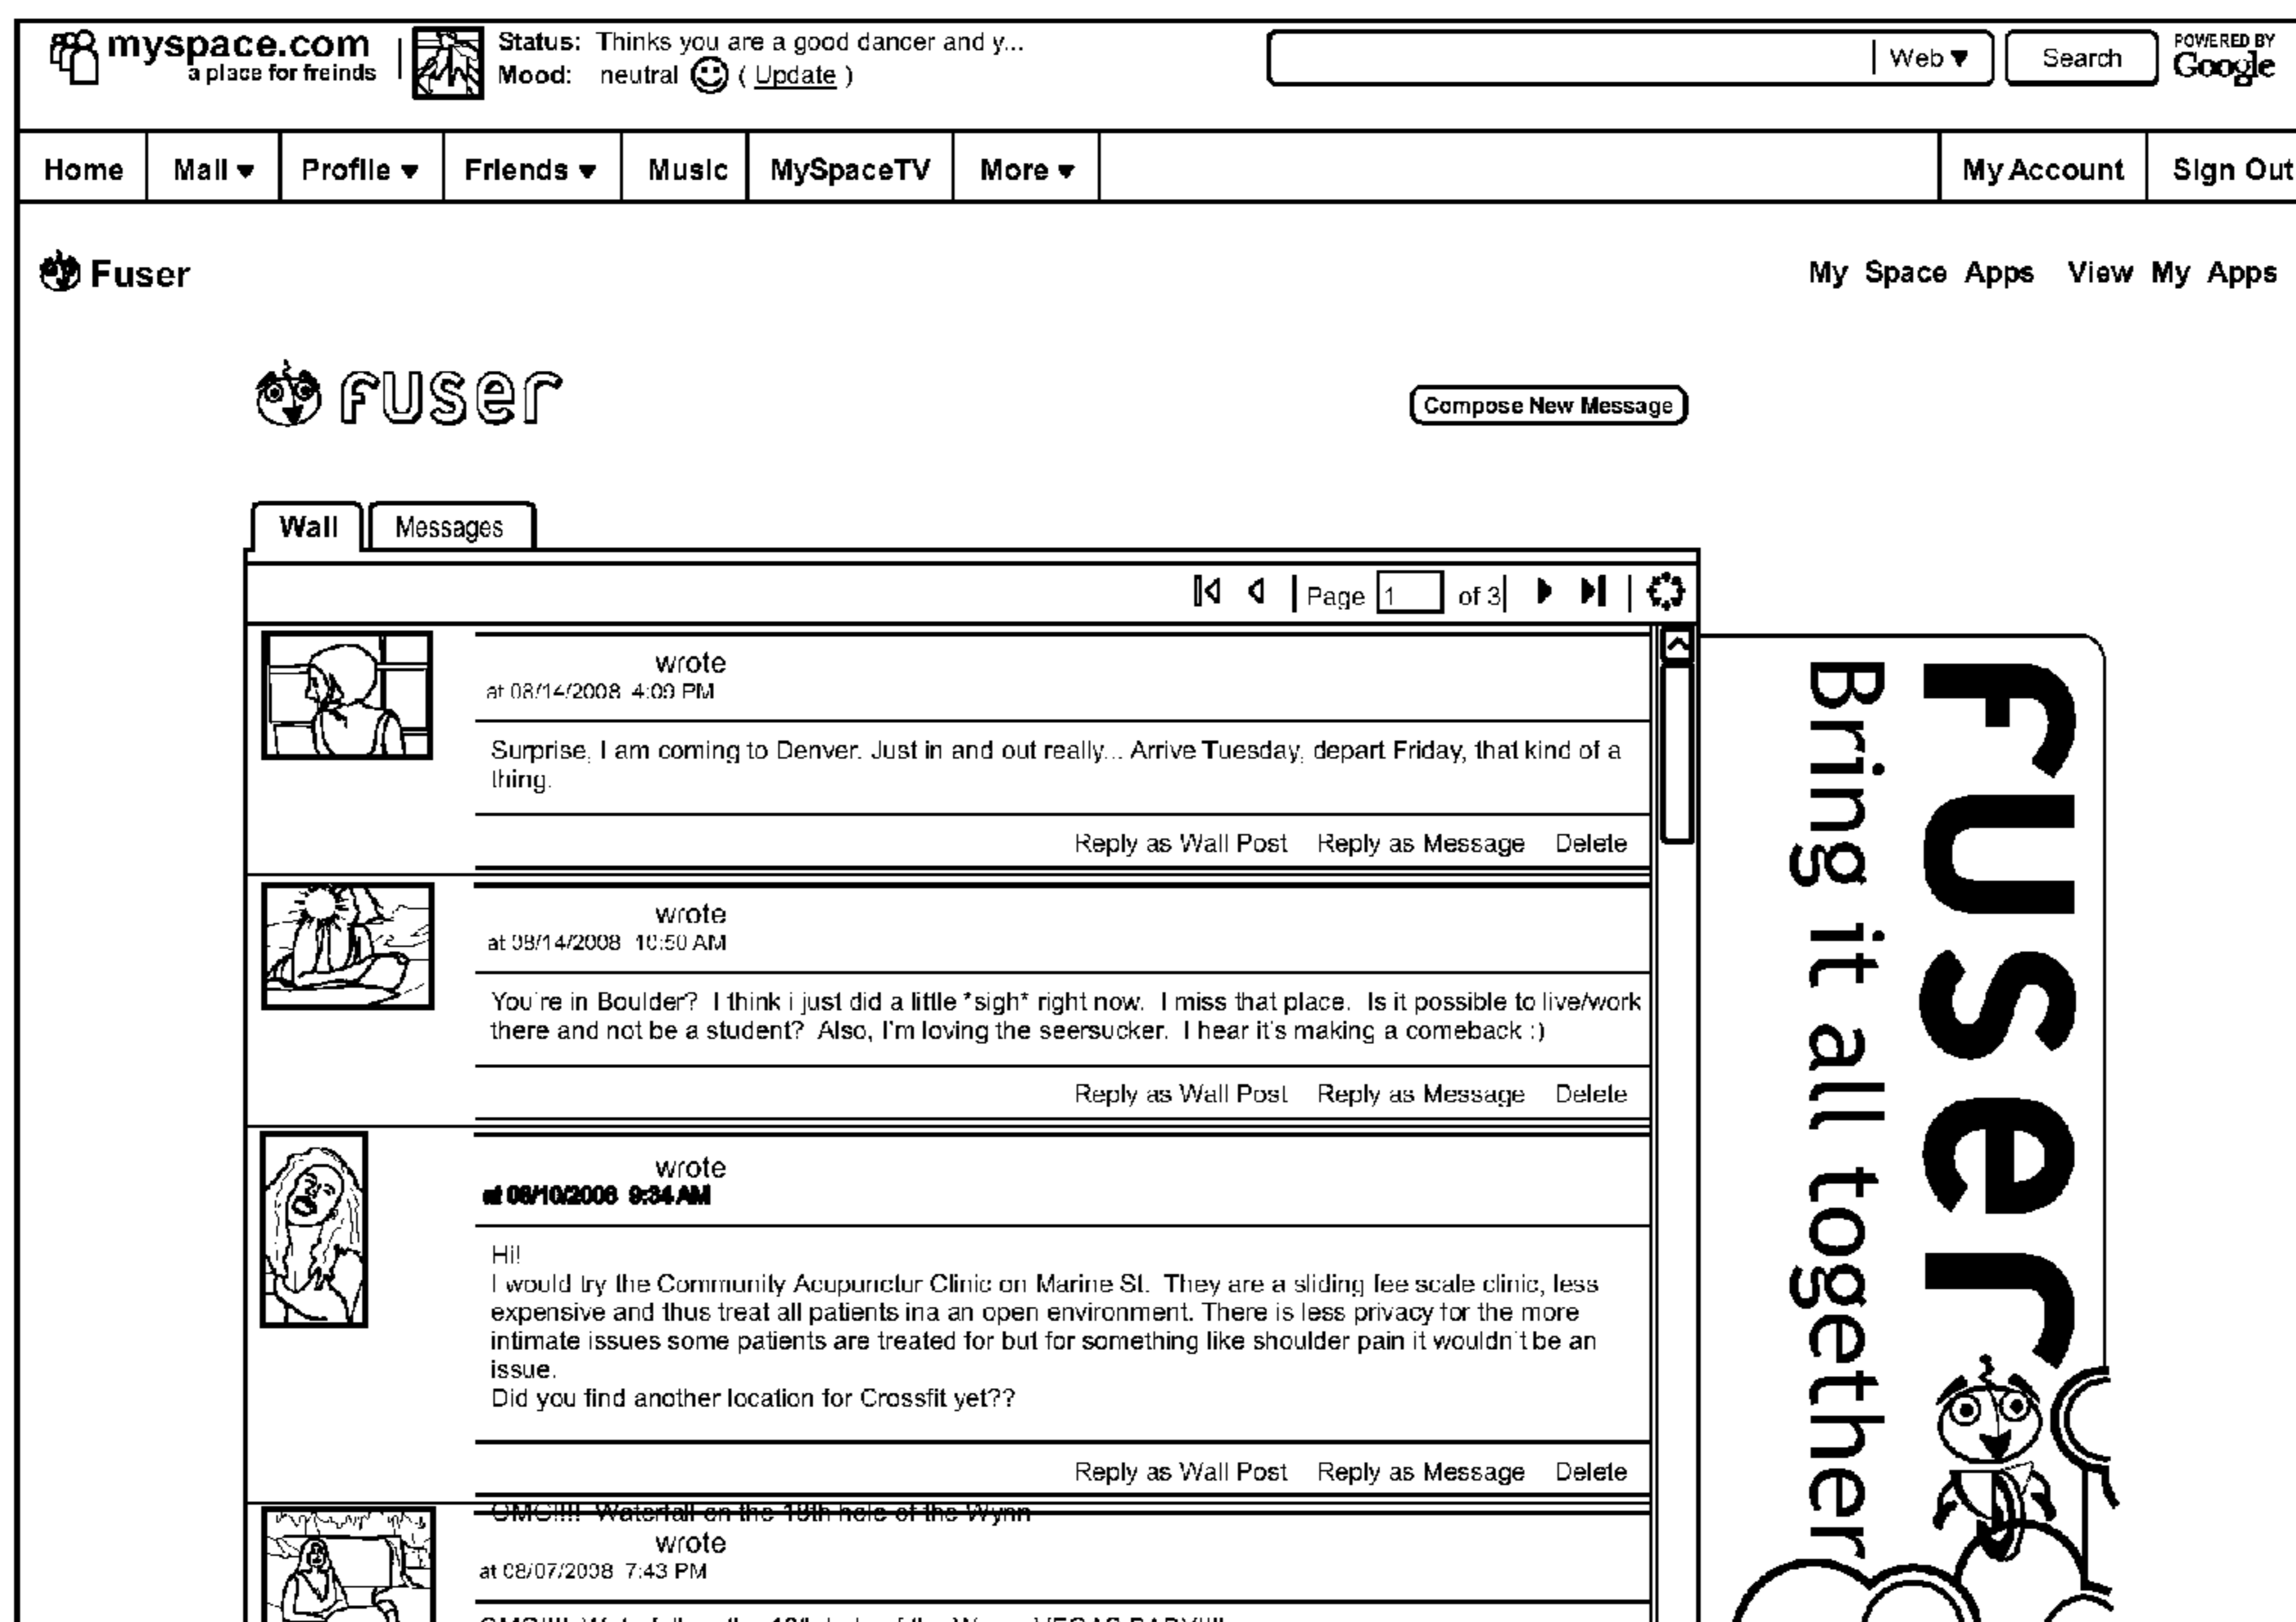 myspace.com
a place for freinds
Status: Thinks you are a good dancer and y...
Mood: neutral ( Update )
Web ▼
Search
POWERED BY
Google
Home
Mail ▼
Profile ▼
Friends ▼
Music
MySpaceTV
More ▼
My Account
Sign Out
Fuser
My Space Apps View My Apps
fuser
Compose New Message
Wall
Messages
Page 1 of 3
wrote
at 08/14/2008 4:09 PM
Surprise, I am coming to Denver. Just in and out really... Arrive Tuesday, depart Friday, that kind of a
thing.
Reply as Wall Post Reply as Message Delete
wrote
at 08/14/2008 10:50 AM
You're in Boulder? I think i just did a little *sigh* right now. I miss that place. Is it possible to live/work
there and not be a student? Also, I'm loving the seersucker. I hear it's making a comeback :)
Reply as Wall Post Reply as Message Delete
wrote
at 08/10/2008 9:34 AM
Hi!
I would try the Community Acupunctur Clinic on Marine St. They are a sliding fee scale clinic, less
expensive and thus treat all patients ina an open environment. There is less privacy for the more
intimate issues some patients are treated for but for something like shoulder pain it wouldn't be an
issue.
Did you find another location for Crossfit yet??
Reply as Wall Post Reply as Message Delete
OMG!!!! Waterfall on the 18th hole of the Wynn
wrote
at 08/07/2008 7:43 PM
fuser
Bring it all together